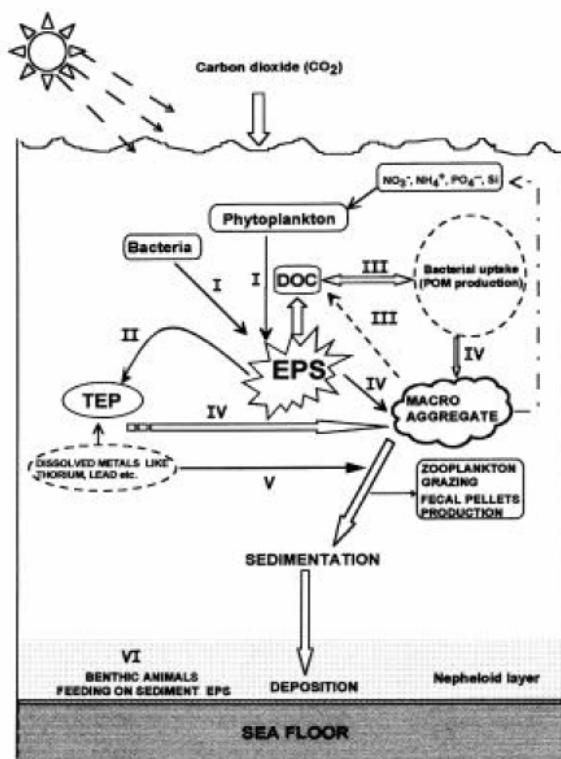 Carbon dioxide (CO2)
NO3-, NH4+, PO4--, Si
Phytoplankton
Bacteria
I
I
DOC
III
Bacterial uptake
(POM production)
III
II
EPS
IV
IV
TEP
IV
MACRO
AGGREGATE
DISSOLVED METALS LIKE
THORIUM, LEAD etc.
V
ZOOPLANKTON
GRAZING
FECAL PELLETS
PRODUCTION
SEDIMENTATION
VI
BENTHIC ANIMALS
FEEDING ON SEDIMENT EPS
DEPOSITION
Nepheloid layer
SEA FLOOR